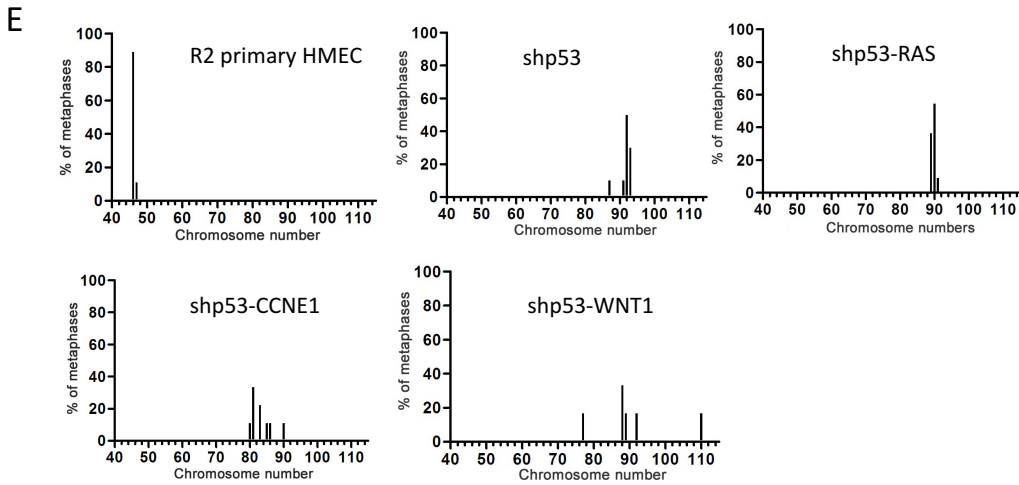 E
R2 primary HMEC
% of metaphases
100
80
60
40
20
0
40 50 60 70 80 90 100 110
Chromosome number
shp53
% of metaphases
100
80
60
40
20
0
40 50 60 70 80 90 100 110
Chromosome number
shp53-RAS
% of metaphases
100
80
60
40
20
0
40 50 60 70 80 90 100 110
Chromosome numbers
shp53-CCNE1
% of metaphases
100
80
60
40
20
0
40 50 60 70 80 90 100 110
Chromosome number
shp53-WNT1
% of metaphases
100
80
60
40
20
0
40 50 60 70 80 90 100 110
Chromosome number